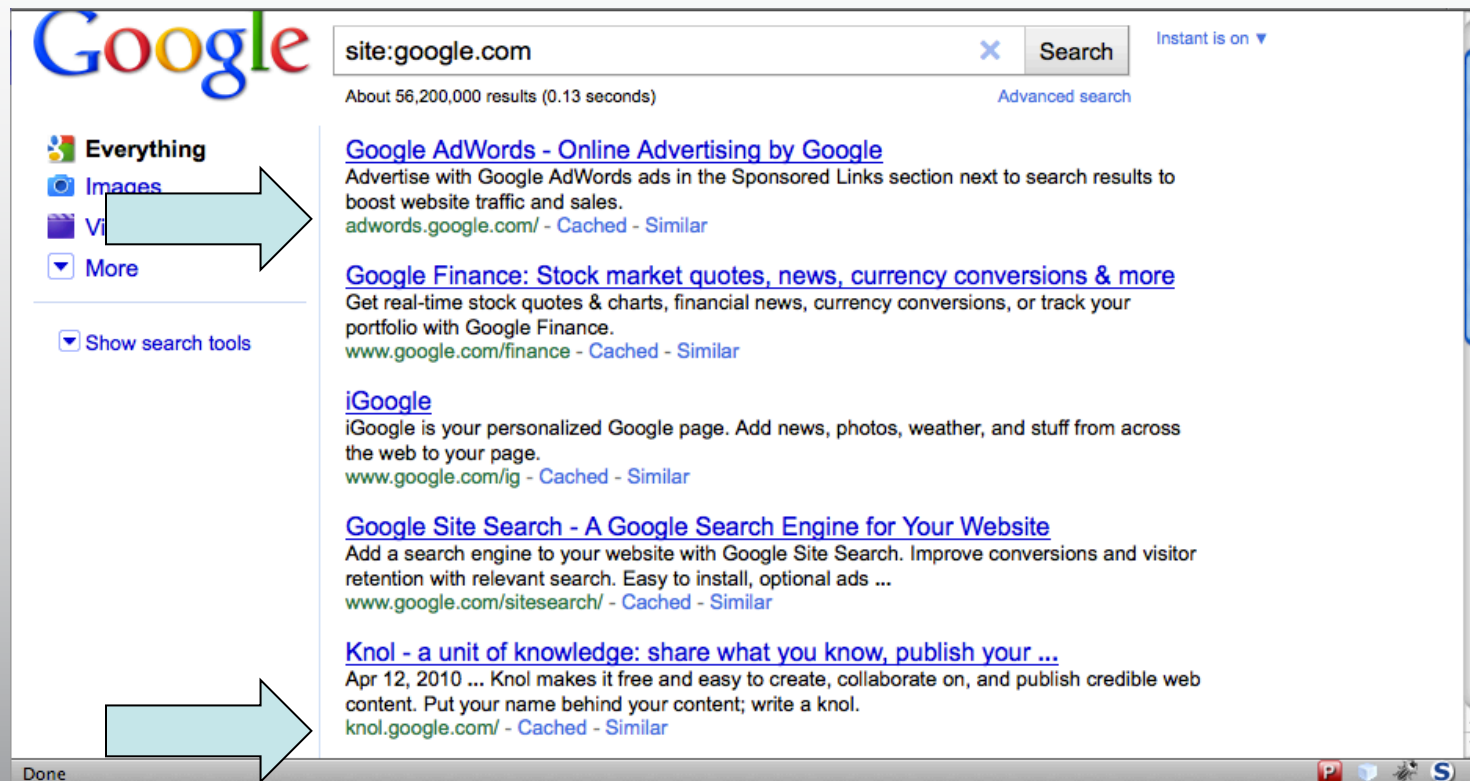 Google
site:google.com
Search
Instant is on ▼
About 56,200,000 results (0.13 seconds)
Advanced search
Everything
Images
Vi
More
Show search tools
Google AdWords - Online Advertising by Google
Advertise with Google AdWords ads in the Sponsored Links section next to search results to
boost website traffic and sales.
adwords.google.com/ - Cached - Similar
Google Finance: Stock market quotes, news, currency conversions & more
Get real-time stock quotes & charts, financial news, currency conversions, or track your
portfolio with Google Finance.
www.google.com/finance - Cached - Similar
iGoogle
iGoogle is your personalized Google page. Add news, photos, weather, and stuff from across
the web to your page.
www.google.com/ig - Cached - Similar
Google Site Search - A Google Search Engine for Your Website
Add a search engine to your website with Google Site Search. Improve conversions and visitor
retention with relevant search. Easy to install, optional ads ...
www.google.com/sitesearch/ - Cached - Similar
Knol - a unit of knowledge: share what you know, publish your ...
Apr 12, 2010 ... Knol makes it free and easy to create, collaborate on, and publish credible web
content. Put your name behind your content; write a knol.
knol.google.com/ - Cached - Similar
Done
P
S